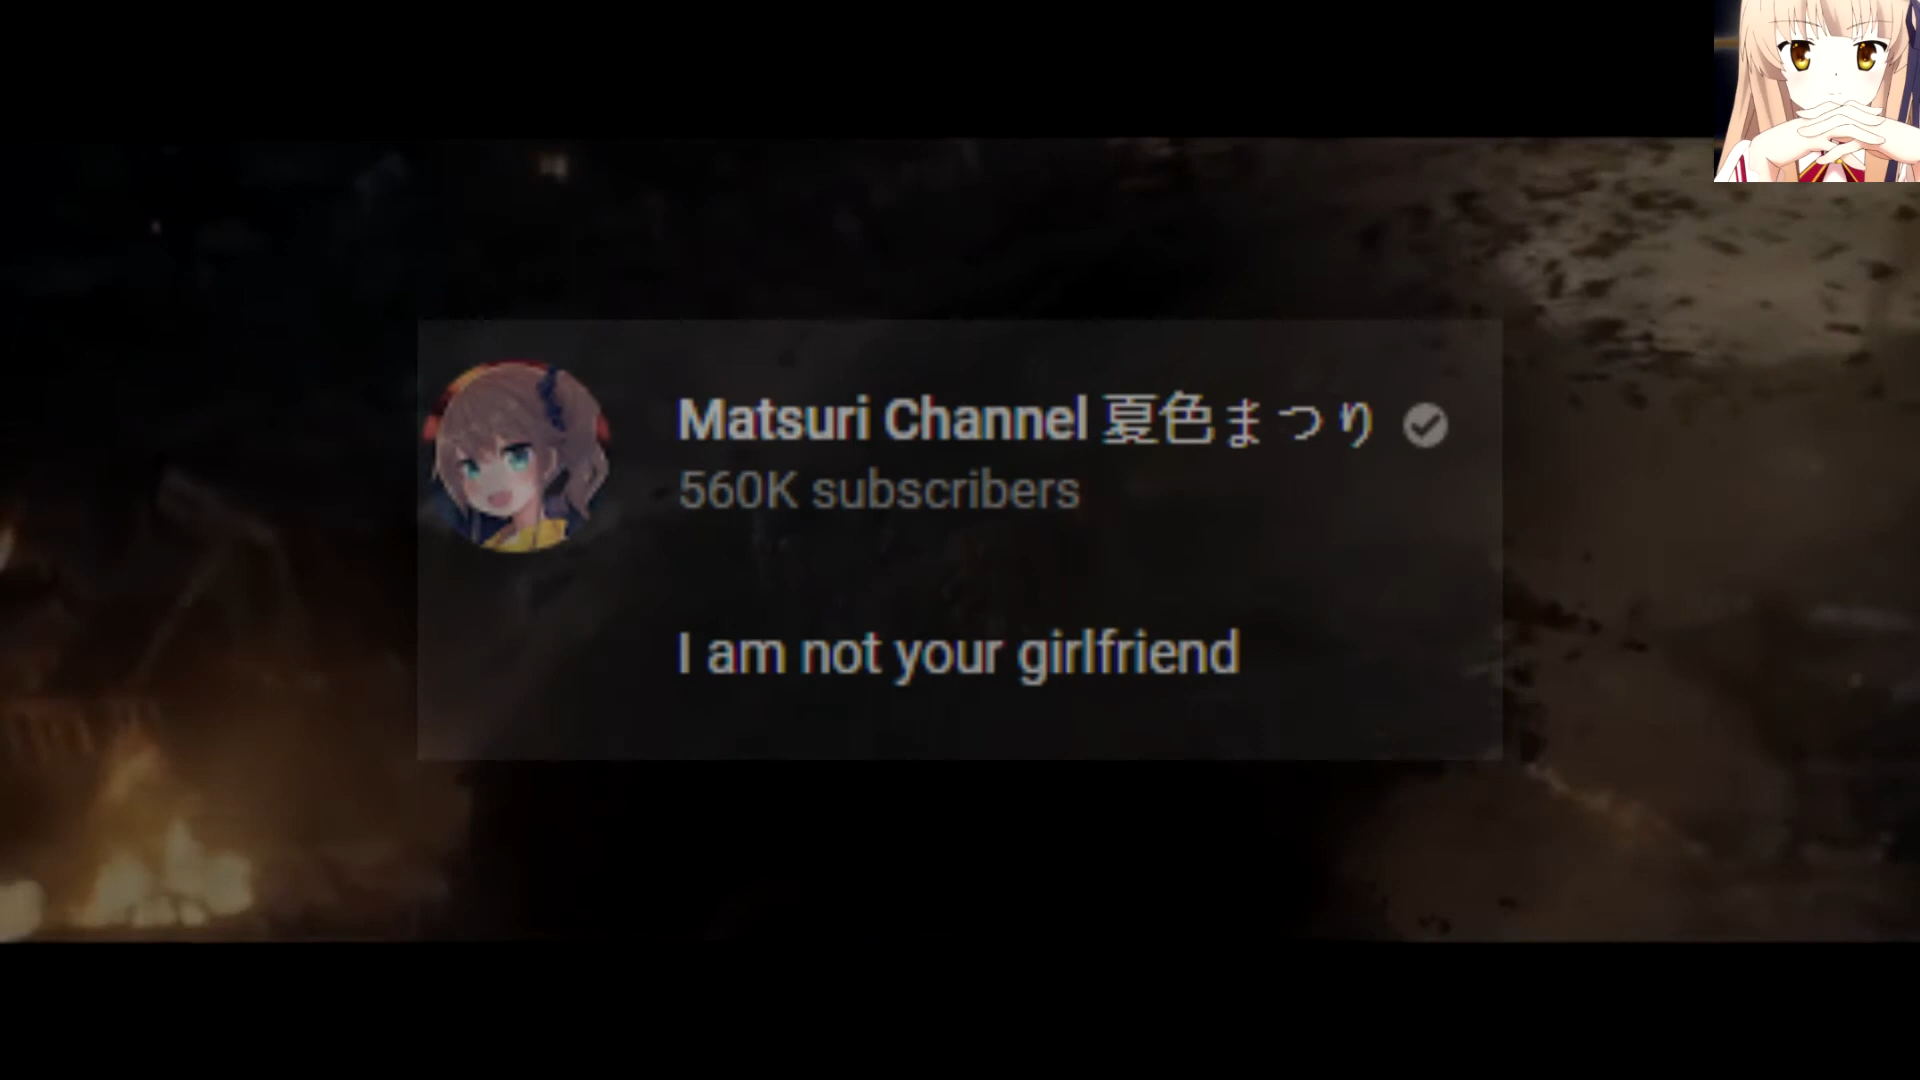 Matsuri Channel 夏色まつり
560K subscribers
I am not your girlfriend